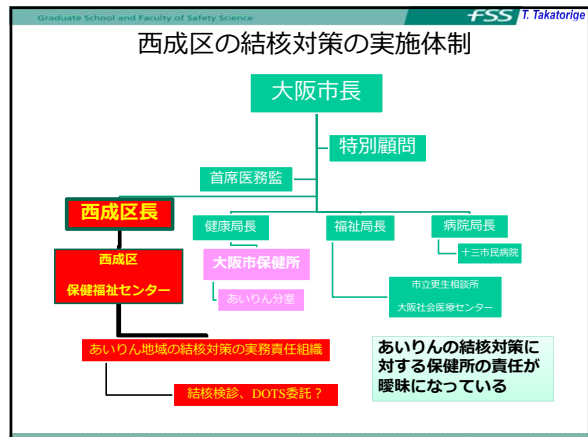 Graduate School and Faculty of Safety Science
FSS T. Takatorige
西成区の結核対策の実施体制
大阪市長
特別顧問
首席医務監
西成区長
健康局長
福祉局長
病院局長
西成区
保健福祉センター
大阪市保健所
十三市民病院
あいりん分室
市立更生相談所
大阪社会医療センター
あいりん地域の結核対策の実務責任組織
結核検診、DOTS委託？
あいりんの結核対策に
対する保健所の責任が
曖昧になっている